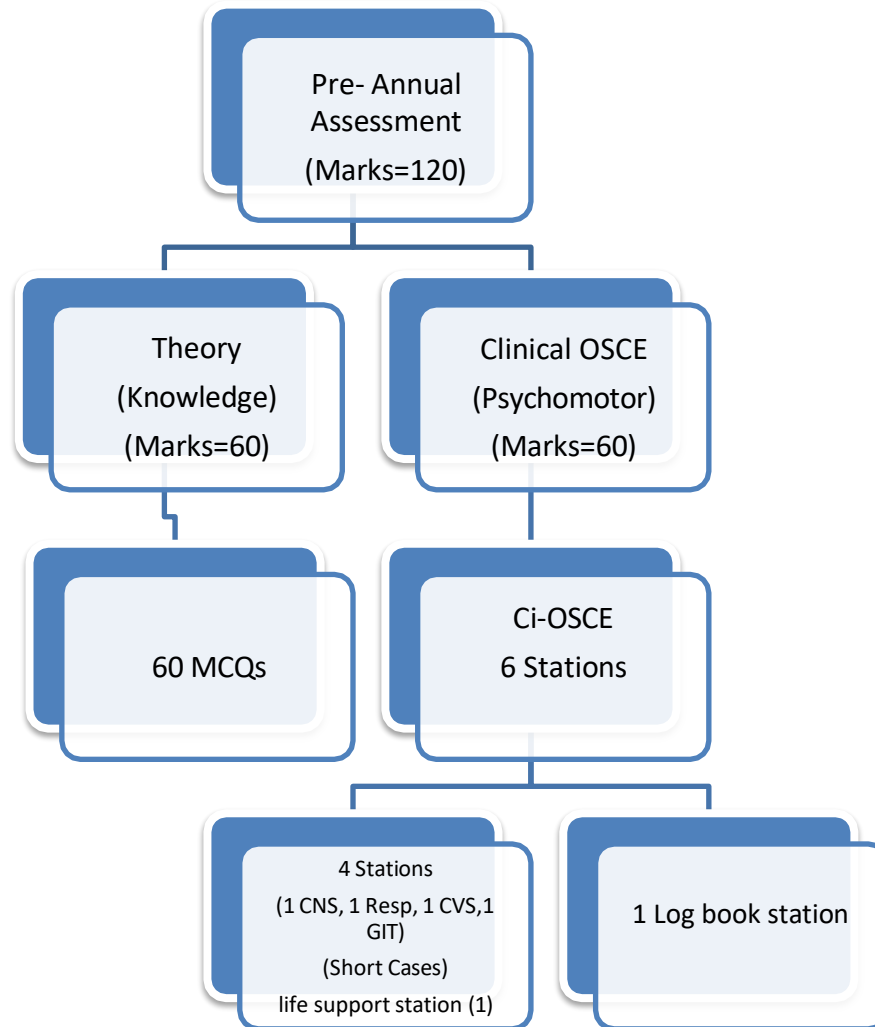 Pre- Annual
Assessment
(Marks=120)
Theory
(Knowledge)
(Marks=60)
Clinical OSCE
(Psychomotor)
(Marks=60)
60 MCQs
Ci-OSCE
6 Stations
4 Stations
(1 CNS, 1 Resp, 1 CVS,1
GIT)
(Short Cases)
life support station (1)
1 Log book station